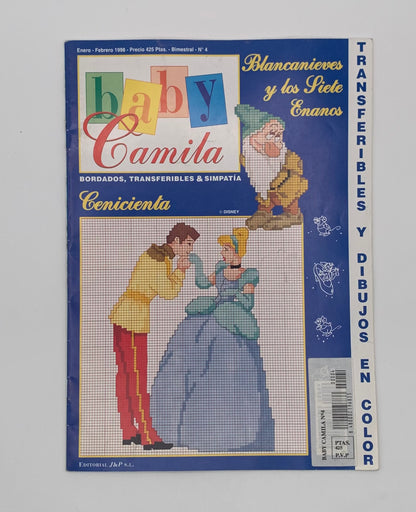 Enero - Febrero 1998 - Precio 425 Ptas. - Bimestral - Nº 4
baby
Camila
BORDADOS, TRANSFERIBLES & SIMPATÍA
Blancanieves
y los Siete
Enanos
Cenicienta
© DISNEY
TRANSFERIBLES Y DIBUJOS EN COLOR
BABY CAMILA Nº4
PTAS.
425
P.V.P
EDITORIAL J&P S.L.